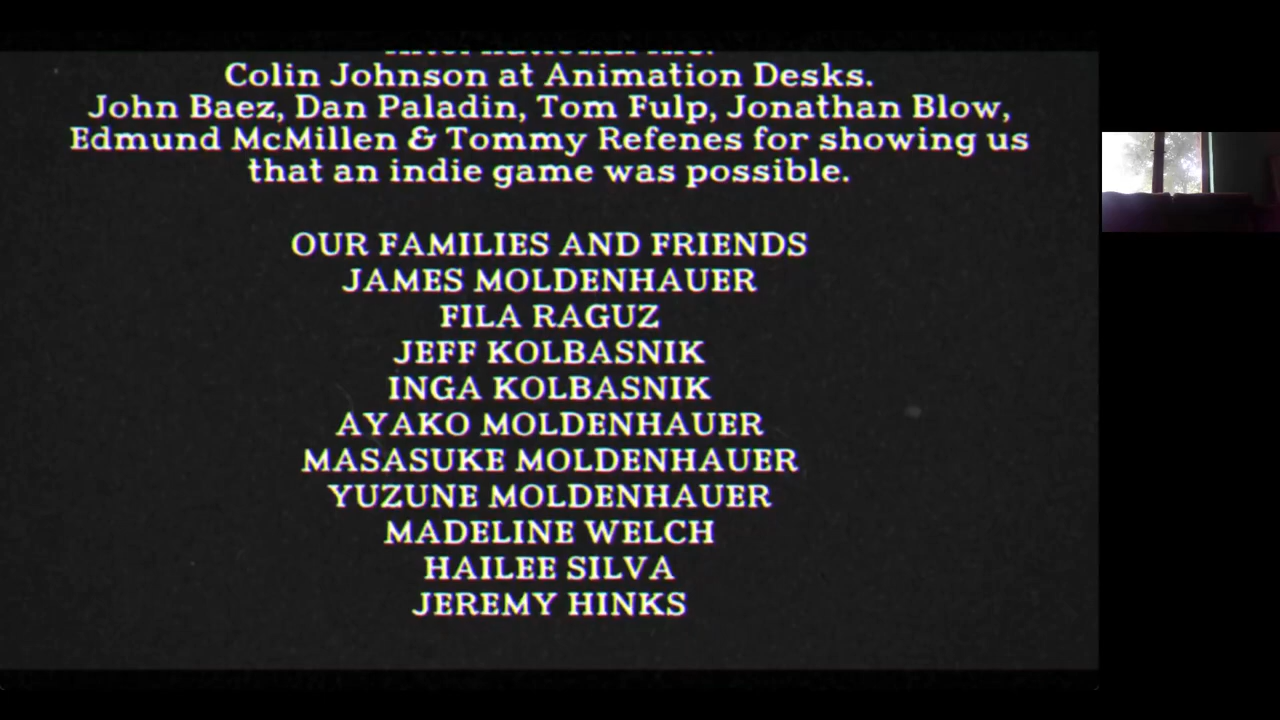 Colin Johnson at Animation Desks.
John Baez, Dan Paladin, Tom Fulp, Jonathan Blow,
Edmund McMillen & Tommy Refenes for showing us
that an indie game was possible.
OUR FAMILIES AND FRIENDS
JAMES MOLDENHAUER
FILA RAGUZ
JEFF KOLBASNIK
INGA KOLBASNIK
AYAKO MOLDENHAUER
MASASUKE MOLDENHAUER
YUZUNE MOLDENHAUER
MADELINE WELCH
HAILEE SILVA
JEREMY HINKS